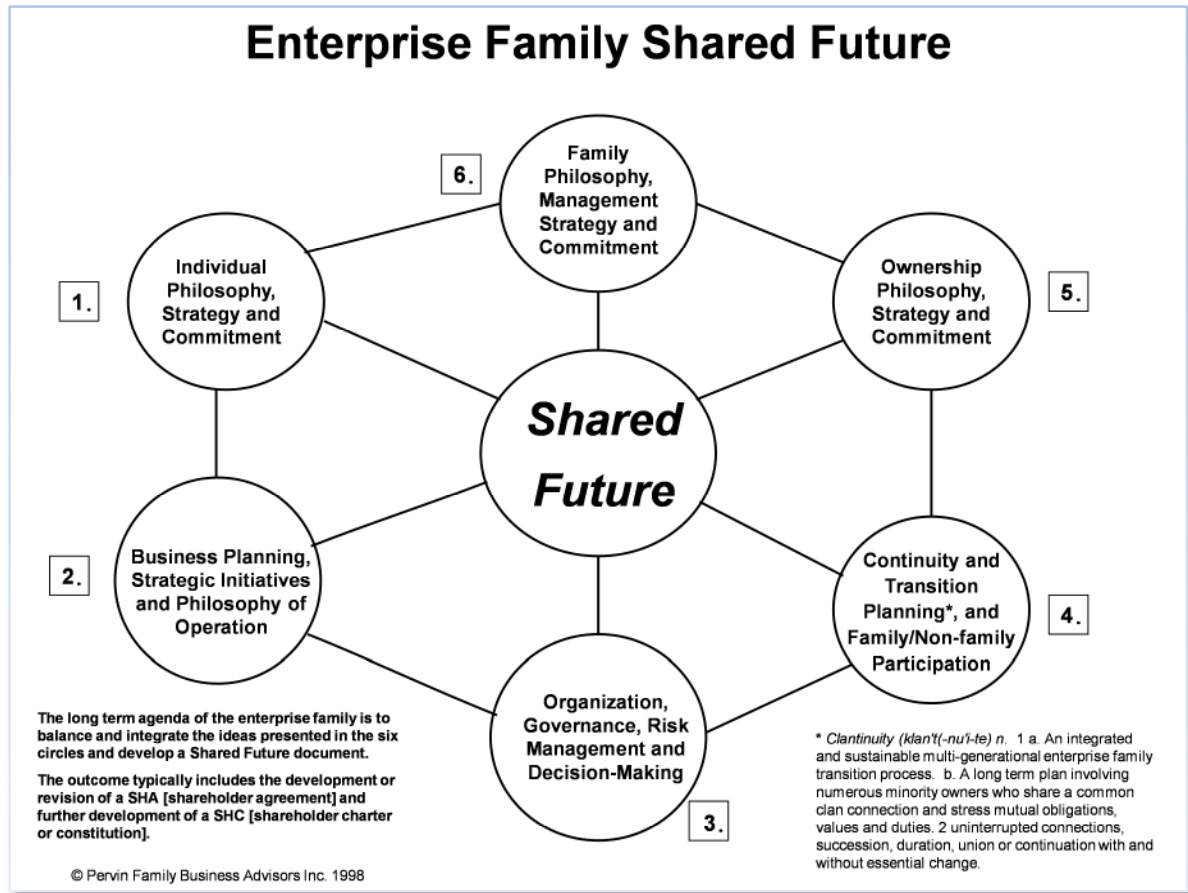 Enterprise Family Shared Future
6.
Family
Philosophy,
Management
Strategy and
Commitment
1.
Individual
Philosophy,
Strategy and
Commitment
Ownership
Philosophy,
Strategy and
Commitment
5.
Shared
Future
2.
Business Planning,
Strategic Initiatives
and Philosophy of
Operation
Continuity and
Transition
Planning*, and
Family/Non-family
Participation
4.
Organization,
Governance, Risk
Management and
Decision-Making
3.
The long term agenda of the enterprise family is to
balance and integrate the ideas presented in the six
circles and develop a Shared Future document.
The outcome typically includes the development or
revision of a SHA [shareholder agreement] and
further development of a SHC [shareholder charter
or constitution].
© Pervin Family Business Advisors Inc. 1998
* Clantinuity (klan't(-nu'i-te) n. 1 a. An integrated
and sustainable multi-generational enterprise family
transition process. b. A long term plan involving
numerous minority owners who share a common
clan connection and stress mutual obligations,
values and duties. 2 uninterrupted connections,
succession, duration, union or continuation with and
without essential change.